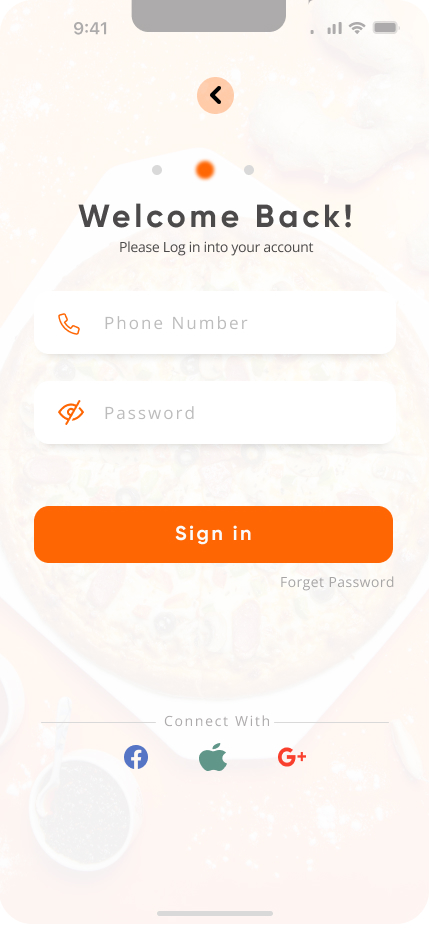 9:41
Welcome Back!
Please Log in into your account
Phone Number
Password
Sign in
Forget Password
Connect With
G+